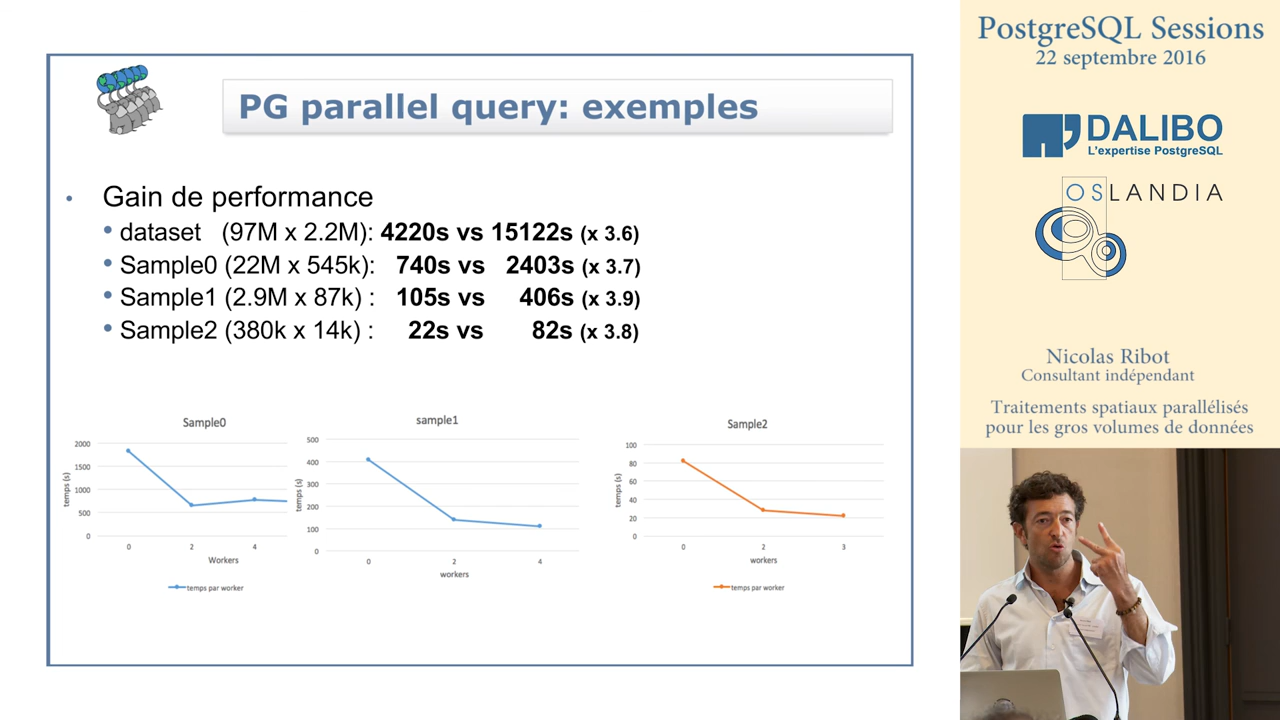 PG parallel query: exemples
• Gain de performance
• dataset (97M x 2.2M): 4220s vs 15122s (x 3.6)
• Sample0 (22M x 545k): 740s vs 2403s (x 3.7)
• Sample1 (2.9M x 87k) : 105s vs 406s (x 3.9)
• Sample2 (380k x 14k) : 22s vs 82s (x 3.8)
Sample0
2000
1500
1000
500
0
temps (s)
0 2 4
Workers
temps par worker
sample1
500
400
300
200
100
0
temps (s)
0 2 4
workers
Sample2
100
80
60
40
20
0
temps (s)
0 2 3
workers
temps par worker
PostgreSQL Sessions
22 septembre 2016
DALIBO
L'expertise PostgreSQL
OSLANDIA
Nicolas Ribot
Consultant indépendant
Traitements spatiaux parallélisés
pour les gros volumes de données